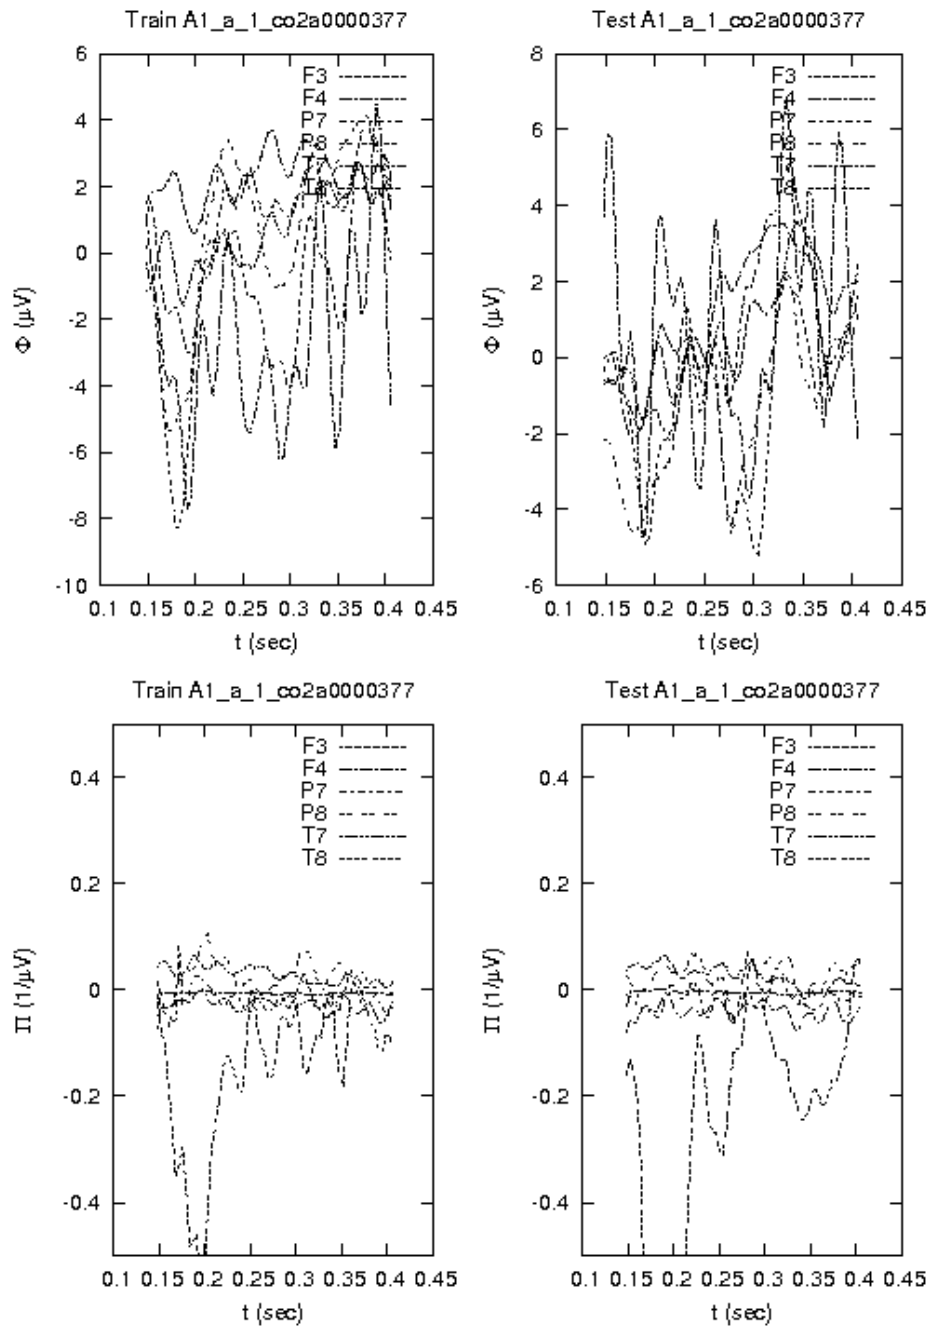 Train A1_a_1_co2a0000377
6
4
2
0
-2
-4
-6
-8
-10
Φ (μV)
0.1 0.15 0.2 0.25 0.3 0.35 0.4 0.45
t (sec)
F3
F4
P7
P8
T7
T8
Test A1_a_1_co2a0000377
8
6
4
2
0
-2
-4
-6
Φ (μV)
0.1 0.15 0.2 0.25 0.3 0.35 0.4 0.45
t (sec)
F3
F4
P7
P8
T7
T8
Train A1_a_1_co2a0000377
0.4
0.2
0
-0.2
-0.4
Π (1/μV)
0.1 0.15 0.2 0.25 0.3 0.35 0.4 0.45
t (sec)
F3
F4
P7
P8
T7
T8
Test A1_a_1_co2a0000377
0.4
0.2
0
-0.2
-0.4
Π (1/μV)
0.1 0.15 0.2 0.25 0.3 0.35 0.4 0.45
t (sec)
F3
F4
P7
P8
T7
T8